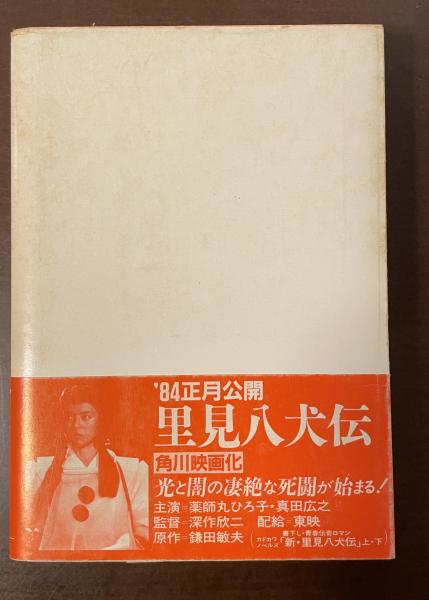 '84正月公開
里見八犬伝
角川映画化
光と闇の凄絶な死闘が始まる!
主演=薬師丸ひろ子・真田広之
監督=深作欣二 配給=東映
原作=鎌田敏夫(カドカワノベルズ 書下し・青春伝奇ロマン「新・里見八犬伝」上・下)